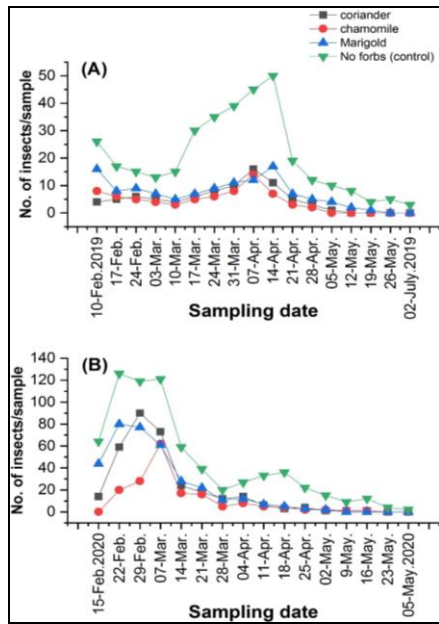 coriander
chamomile
Marigold
No forbs (control)
(A)
No. of insects/sample
50
40
30
20
10
0
10-Feb.2019
17-Feb.
24-Feb.
03-Mar.
10-Mar.
17-Mar.
24-Mar.
31-Mar.
07-Apr.
14-Apr.
21-Apr.
28-Apr.
05-May.
12-May.
19-May.
26-May.
02-July.2019
Sampling date
(B)
No. of insects/sample
140
120
100
80
60
40
20
0
15-Feb.2020
22-Feb.
29-Feb.
07-Mar.
14-Mar.
21-Mar.
28-Mar.
04-Apr.
11-Apr.
18-Apr.
25-Apr.
02-May.
9-May.
16-May.
23-May.
05-May.2020
Sampling date